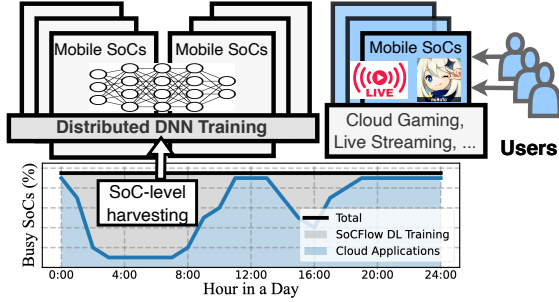 Mobile SoCs
Mobile SoCs
Distributed DNN Training
Mobile SoCs
LIVE
Cloud Gaming,
Live Streaming, ...
Users
SoC-level
harvesting
Busy SoCs (%)
Total
SoCFlow DL Training
Cloud Applications
0:00
4:00
8:00
12:00
16:00
20:00
24:00
Hour in a Day